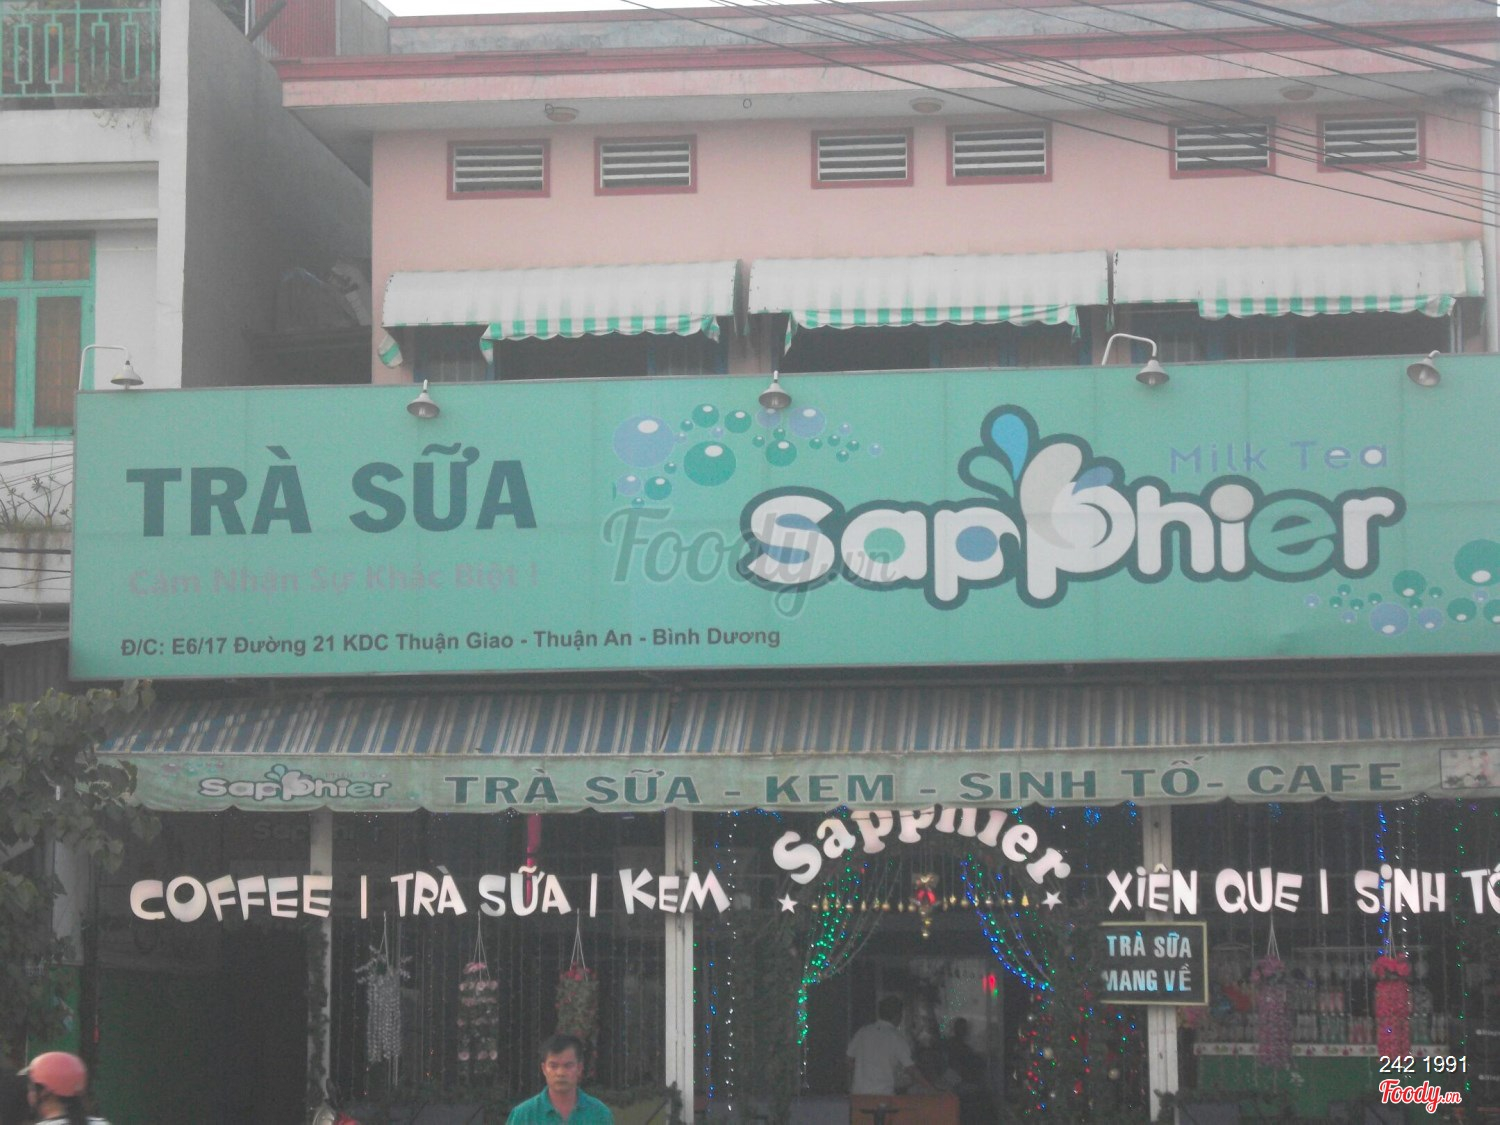 TRÀ SỮA
Milk Tea
Sapphier
Foody.vn
Cảm Nhận Sự Khác Biệt !
Đ/C: E6/17 Đường 21 KDC Thuận Giao - Thuận An - Bình Dương
Sapphier TRÀ SỮA - KEM - SINH TỐ - CAFE
Sapphier
COFFEE | TRÀ SỮA | KEM
XIÊN QUE | SINH TỐ
TRÀ SỮA
MANG VỀ
242 1991
Foody.vn